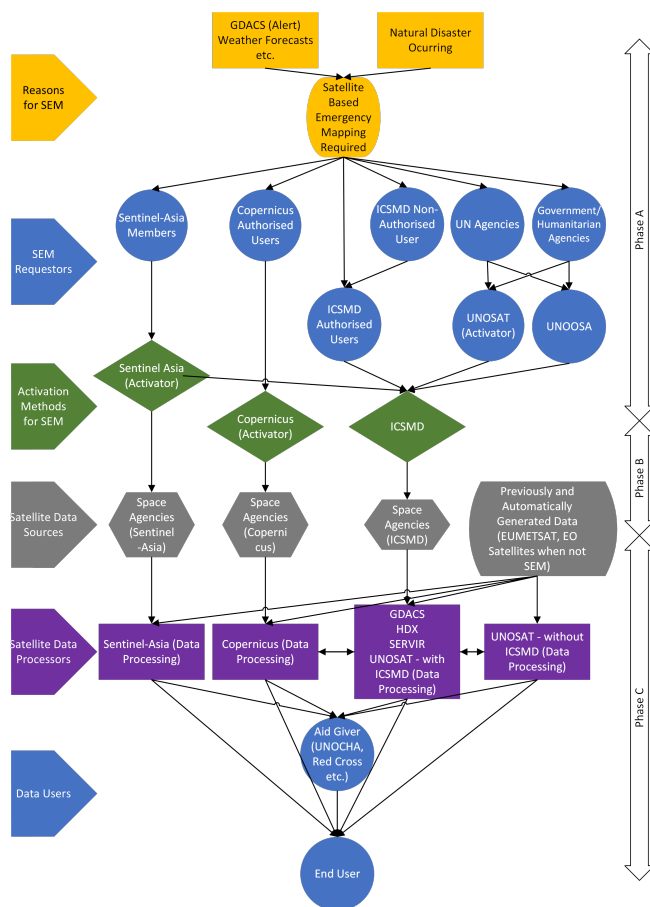 GDACS (Alert)
Weather Forecasts
etc.
Natural Disaster
Ocurring
Reasons
for SEM
Satellite
Based
Emergency
Mapping
Required
Phase A
SEM
Requestors
Sentinel-Asia
Members
Copernicus
Authorised
Users
ICSMD Non-
Authorised
User
UN Agencies
Government/
Humanitarian
Agencies
ICSMD
Authorised
Users
UNOSAT
(Activator)
UNOOSA
Activation
Methods
for SEM
Sentinel Asia
(Activator)
Copernicus
(Activator)
ICSMD
Phase B
Satellite Data
Sources
Space
Agencies
(Sentinel
-Asia)
Space
Agencies
(Coperni
cus)
Space
Agencies
(ICSMD)
Previously and
Automatically
Generated Data
(EUMETSAT, EO
Satellites when not
SEM)
Satellite Data
Processors
Sentinel-Asia (Data
Processing)
Copernicus (Data
Processing)
GDACS
HDX
SERVIR
UNOSAT - with
ICSMD (Data
Processing)
UNOSAT - without
ICSMD (Data
Processing)
Phase C
Data Users
Aid Giver
(UNOCHA,
Red Cross
etc.)
End User